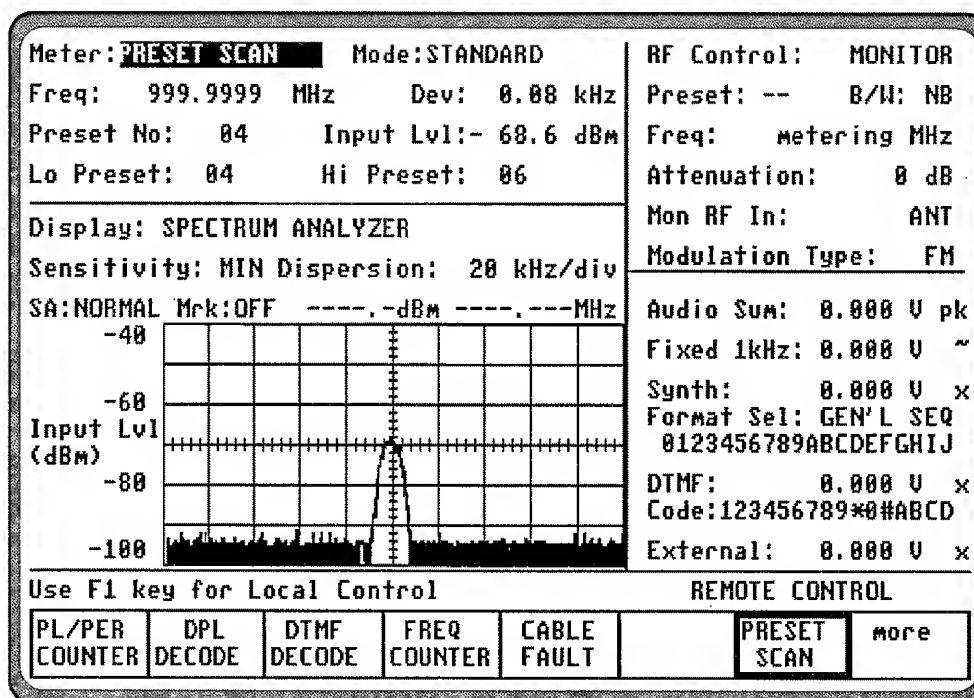 Meter:PRESET SCAN Mode:STANDARD
Freq: 999.9999 MHz Dev: 0.08 kHz
Preset No: 04 Input Lvl:- 68.6 dBm
Lo Preset: 04 Hi Preset: 06
Display: SPECTRUM ANALYZER
Sensitivity: MIN Dispersion: 20 kHz/div
SA:NORMAL Mrk:OFF ----.-dBm ----.---MHz
-40
-60
Input Lvl
(dBm)
-80
-100
RF Control: MONITOR
Preset: -- B/W: NB
Freq: metering MHz
Attenuation: 0 dB
Mon RF In: ANT
Modulation Type: FM
Audio Sum: 0.000 V pk
Fixed 1kHz: 0.000 V ~
Synth: 0.000 V x
Format Sel: GEN'L SEQ
0123456789ABCDEFGHIJ
DTMF: 0.000 V x
Code:123456789*0#ABCD
External: 0.000 V x
Use F1 key for Local Control
REMOTE CONTROL
PL/PER COUNTER
DPL DECODE
DTMF DECODE
FREQ COUNTER
CABLE FAULT
PRESET SCAN
more